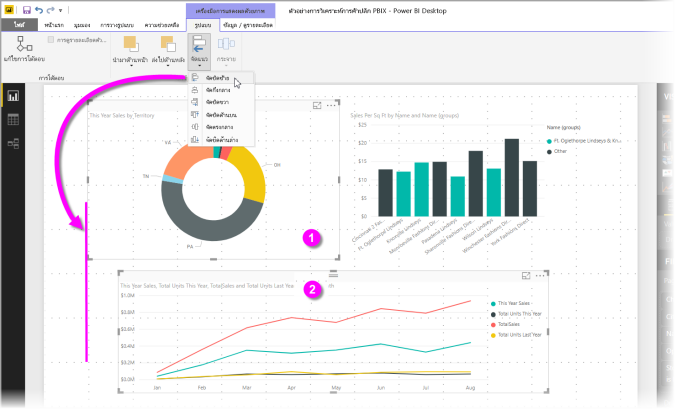 เครื่องมือการแสดงผลด้วยภาพ
ตัวอย่างการวิเคราะห์การค้าปลีก PBIX - Power BI Desktop
ไฟล์
หน้าแรก
มุมมอง
การวางรูปแบบ
ความช่วยเหลือ
รูปแบบ
ข้อมูล / ดูรายละเอียด
แก้ไขการโต้ตอบ
การดูรายละเอียดตัว...
นำมาด้านหน้า
ส่งไปด้านหลัง
จัดแนว
กระจาย
การโต้ตอบ
จัดชิดซ้าย
จัดกึ่งกลาง
จัดชิดขวา
จัดชิดด้านบน
จัดตรงกลาง
จัดชิดด้านล่าง
This Year Sales by Territory
VA
TN
OH
PA
1
Sales Per Sq Ft by Name and Name (groups)
$25
$20
$15
$10
$5
$0
Cincinnati 2 Fas...
Ft. Oglethorpe Lindseys
Knoxville Lindseys
Monroeville Fashions Dir...
Pasadena Lindseys
Sharonville Fashions Dire...
Wilson Lindseys
Winchester Fashions Dir...
York Fashions Direct
Name (groups)
Ft. Oglethorpe Lindseys & Kn...
Other
This Year Sales, Total Units This Year, TotalSales and Total Units Last Yea
2
$1.0M
$0.8M
$0.6M
$0.4M
$0.2M
$0.0M
Jan
Feb
Mar
Apr
May
Jun
Jul
Aug
This Year Sales
Total Units This Year
TotalSales
Total Units Last Year